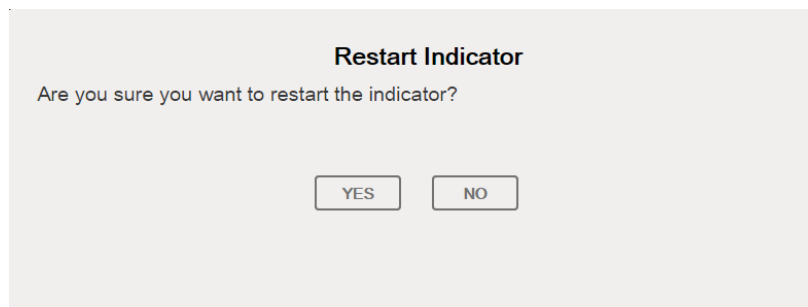 Restart Indicator
Are you sure you want to restart the indicator?
YES NO